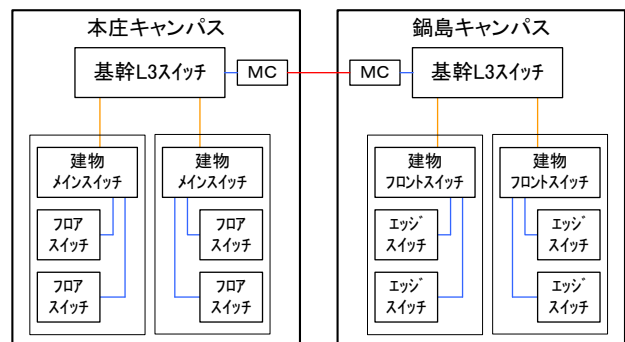 本庄キャンパス
基幹L3スイッチ
MC
建物
メインスイッチ
フロア
スイッチ
フロア
スイッチ
建物
メインスイッチ
フロア
スイッチ
フロア
スイッチ
鍋島キャンパス
MC
基幹L3スイッチ
建物
フロントスイッチ
エッジ
スイッチ
エッジ
スイッチ
建物
フロントスイッチ
エッジ
スイッチ
エッジ
スイッチ